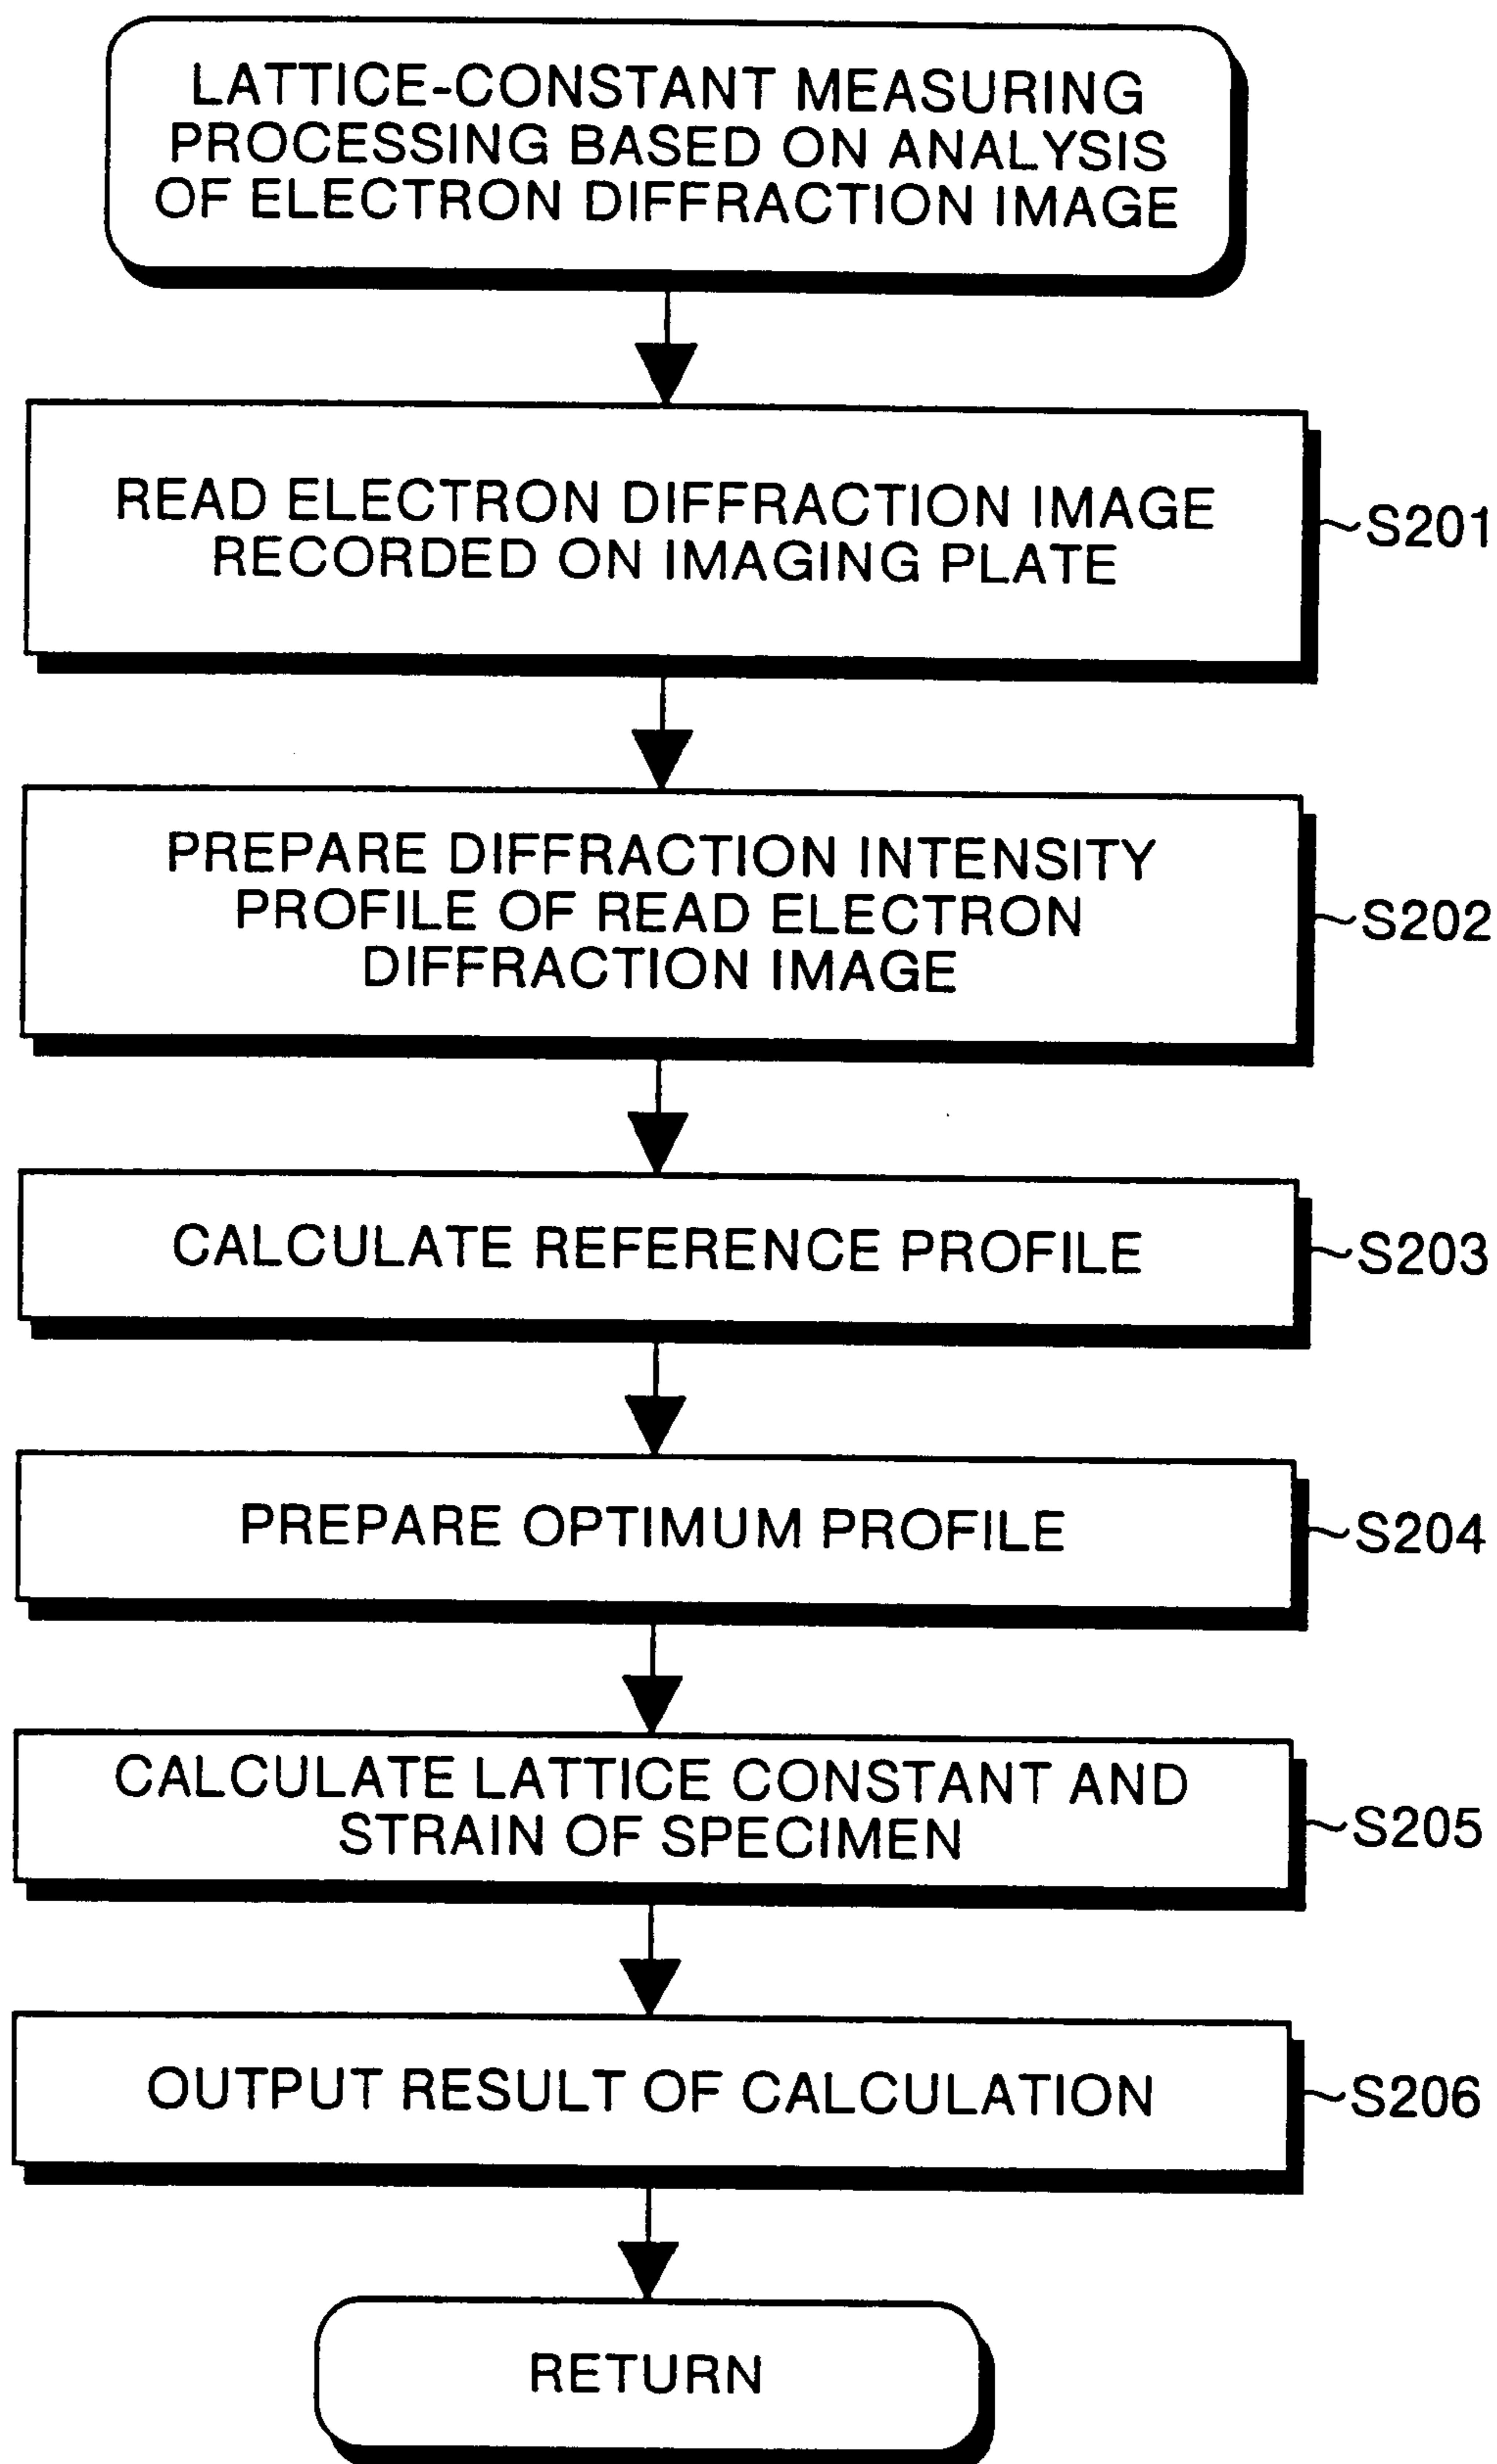 LATTICE-CONSTANT MEASURING
PROCESSING BASED ON ANALYSIS
OF ELECTRON DIFFRACTION IMAGE
READ ELECTRON DIFFRACTION IMAGE
RECORDED ON IMAGING PLATE
S201
PREPARE DIFFRACTION INTENSITY
PROFILE OF READ ELECTRON
DIFFRACTION IMAGE
S202
CALCULATE REFERENCE PROFILE
S203
PREPARE OPTIMUM PROFILE
S204
CALCULATE LATTICE CONSTANT AND
STRAIN OF SPECIMEN
S205
OUTPUT RESULT OF CALCULATION
S206
RETURN